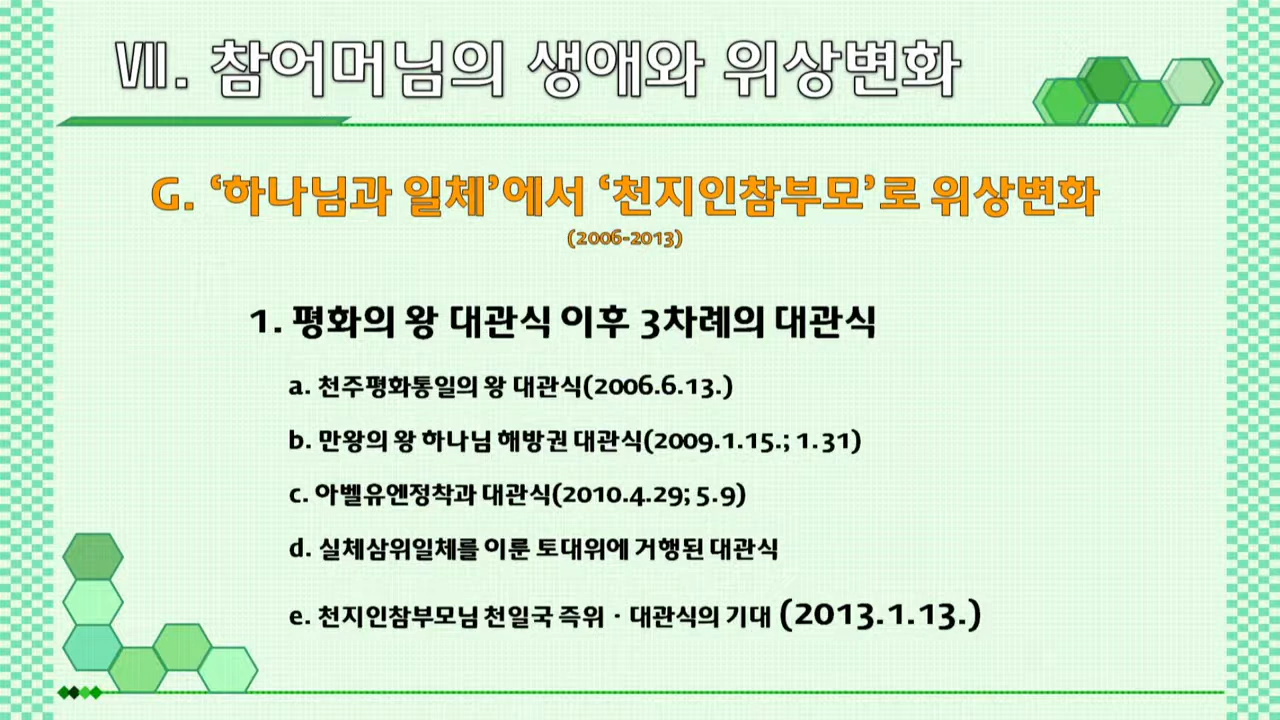 Ⅶ. 참어머님의 생애와 위상변화
G. ‘하나님과 일체’에서 ‘천지인참부모’로 위상변화
(2006-2013)
1. 평화의 왕 대관식 이후 3차례의 대관식
a. 천주평화통일의 왕 대관식(2006.6.13.)
b. 만왕의 왕 하나님 해방권 대관식(2009.1.15.; 1.31)
c. 아벨유엔정착과 대관식(2010.4.29; 5.9)
d. 실체삼위일체를 이룬 토대위에 거행된 대관식
e. 천지인참부모님 천일국 즉위 · 대관식의 기대 (2013.1.13.)